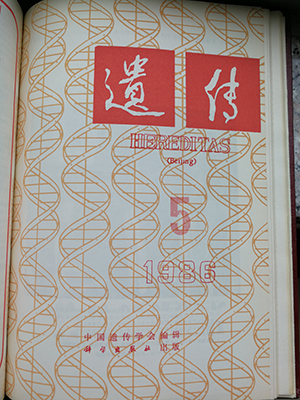 遗传
HEREDITAS
(Beijing)
5
1986
中国遗传学会编辑
科学出版社 出版